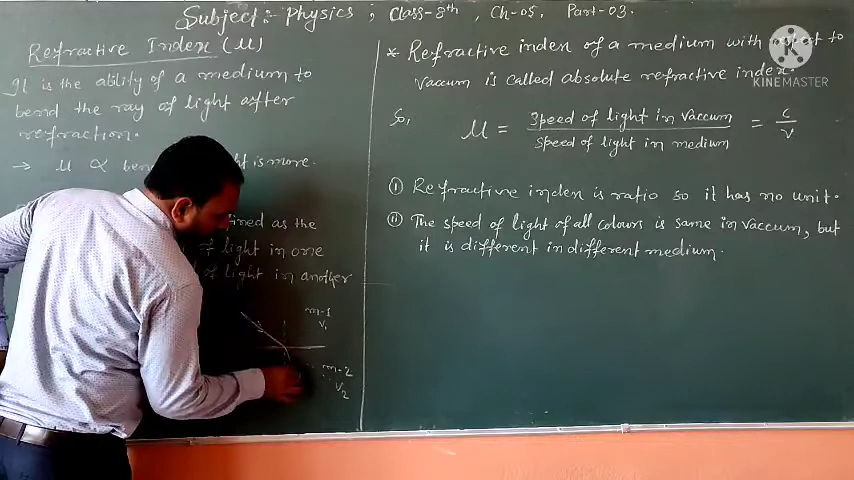 Subject:- Physics ; Class-8th, Ch-05, Part-03.
Refractive Index (μ)
It is the ability of a medium to
bend the ray of light after
refraction.
→ μ ∝ is more.
as the
of light in one
of light in another
m-1
V1
m-2
V2
* Refractive index of a medium with respect to
Vaccum is called absolute refractive index.
So,
μ = Speed of light in Vaccum / Speed of light in medium = c / v
(i) Refractive index is ratio so it has no unit.
(ii) The speed of light of all colours is same in vaccum, but
it is different in different medium.
K
KINEMASTER